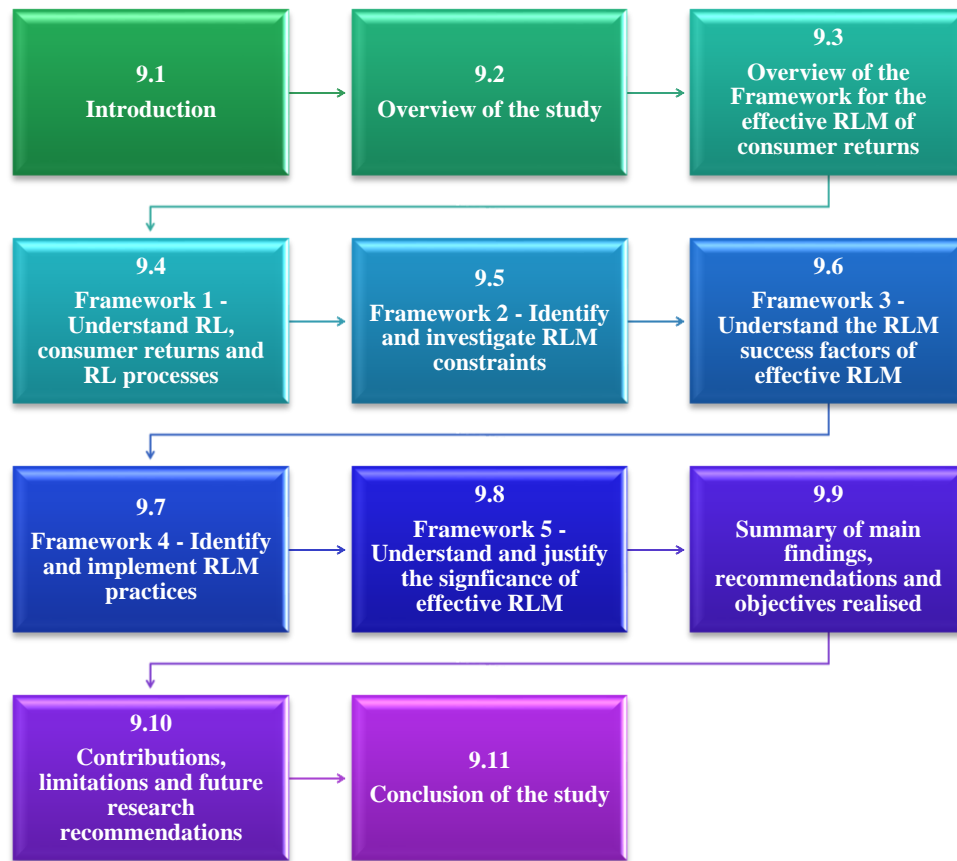 9.1
Introduction
9.2
Overview of the study
9.3
Overview of the
Framework for the
effective RLM of
consumer returns
9.4
Framework 1 -
Understand RL,
consumer returns and
RL processes
9.5
Framework 2 - Identify
and investigate RLM
constraints
9.6
Framework 3 -
Understand the RLM
success factors of
effective RLM
9.7
Framework 4 - Identify
and implement RLM
practices
9.8
Framework 5 -
Understand and justify
the signficance of
effective RLM
9.9
Summary of main
findings,
recommendations and
objectives realised
9.10
Contributions,
limitations and future
research
recommendations
9.11
Conclusion of the study